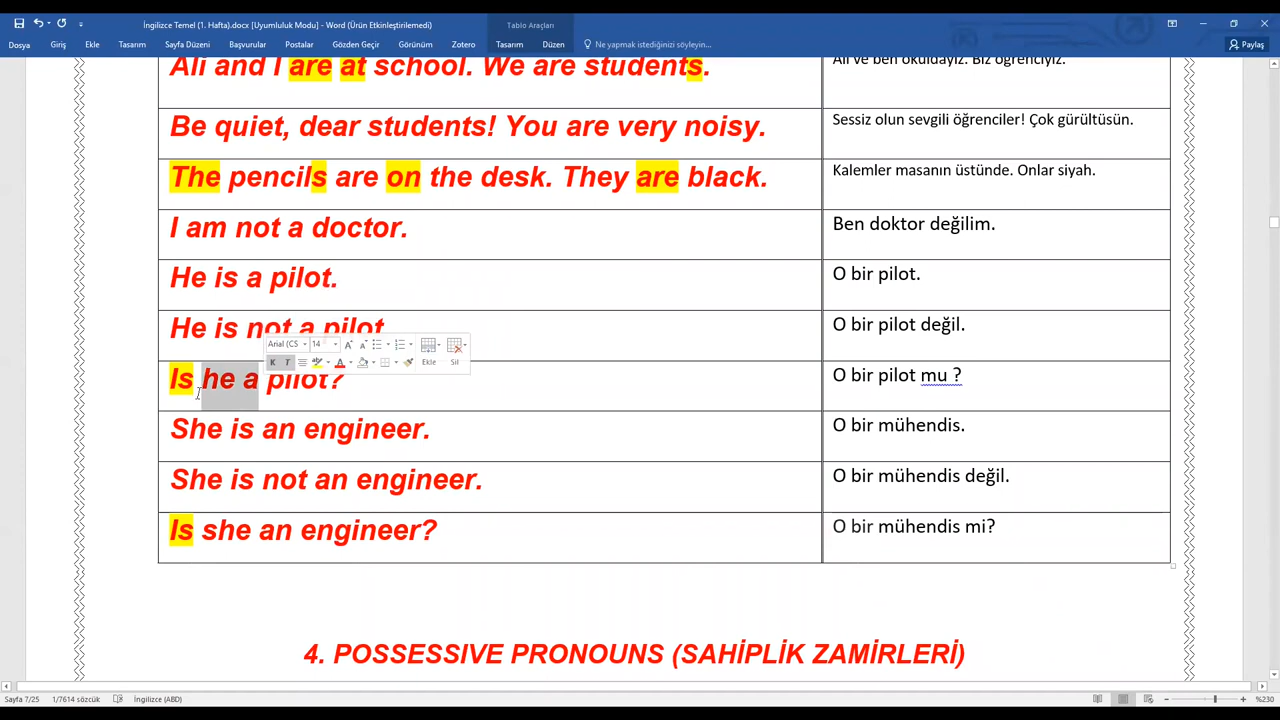 İngilizce Temel (1. Hafta).docx [Uyumluluk Modu] - Word (Ürün Etkinleştirilemedi)
Tablo Araçları
Dosya Giriş Ekle Tasarım Sayfa Düzeni Başvurular Postalar Gözden Geçir Görünüm Zotero Tasarım Düzen Ne yapmak istediğinizi söyleyin... Paylaş
Ali and I are at school. We are students. Ali ve ben okuldayız. Biz öğrenciyiz.
Be quiet, dear students! You are very noisy. Sessiz olun sevgili öğrenciler! Çok gürültüsün.
The pencils are on the desk. They are black. Kalemler masanın üstünde. Onlar siyah.
I am not a doctor. Ben doktor değilim.
He is a pilot. O bir pilot.
He is not a pilot O bir pilot değil.
Arial (CS 14
K T Ekle Sil
Is he a pilot? O bir pilot mu ?
She is an engineer. O bir mühendis.
She is not an engineer. O bir mühendis değil.
Is she an engineer? O bir mühendis mi?
4. POSSESSIVE PRONOUNS (SAHİPLİK ZAMİRLERİ)
Sayfa 7/25 1/7614 sözcük İngilizce (ABD) %230